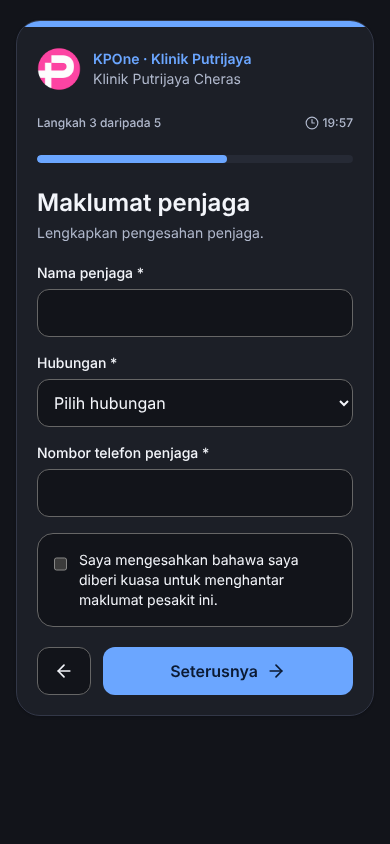 KPOne · Klinik Putrijaya
Klinik Putrijaya Cheras
Langkah 3 daripada 5
19:57
Maklumat penjaga
Lengkapkan pengesahan penjaga.
Nama penjaga *
Hubungan *
Pilih hubungan
Nombor telefon penjaga *
Saya mengesahkan bahawa saya
diberi kuasa untuk menghantar
maklumat pesakit ini.
Seterusnya